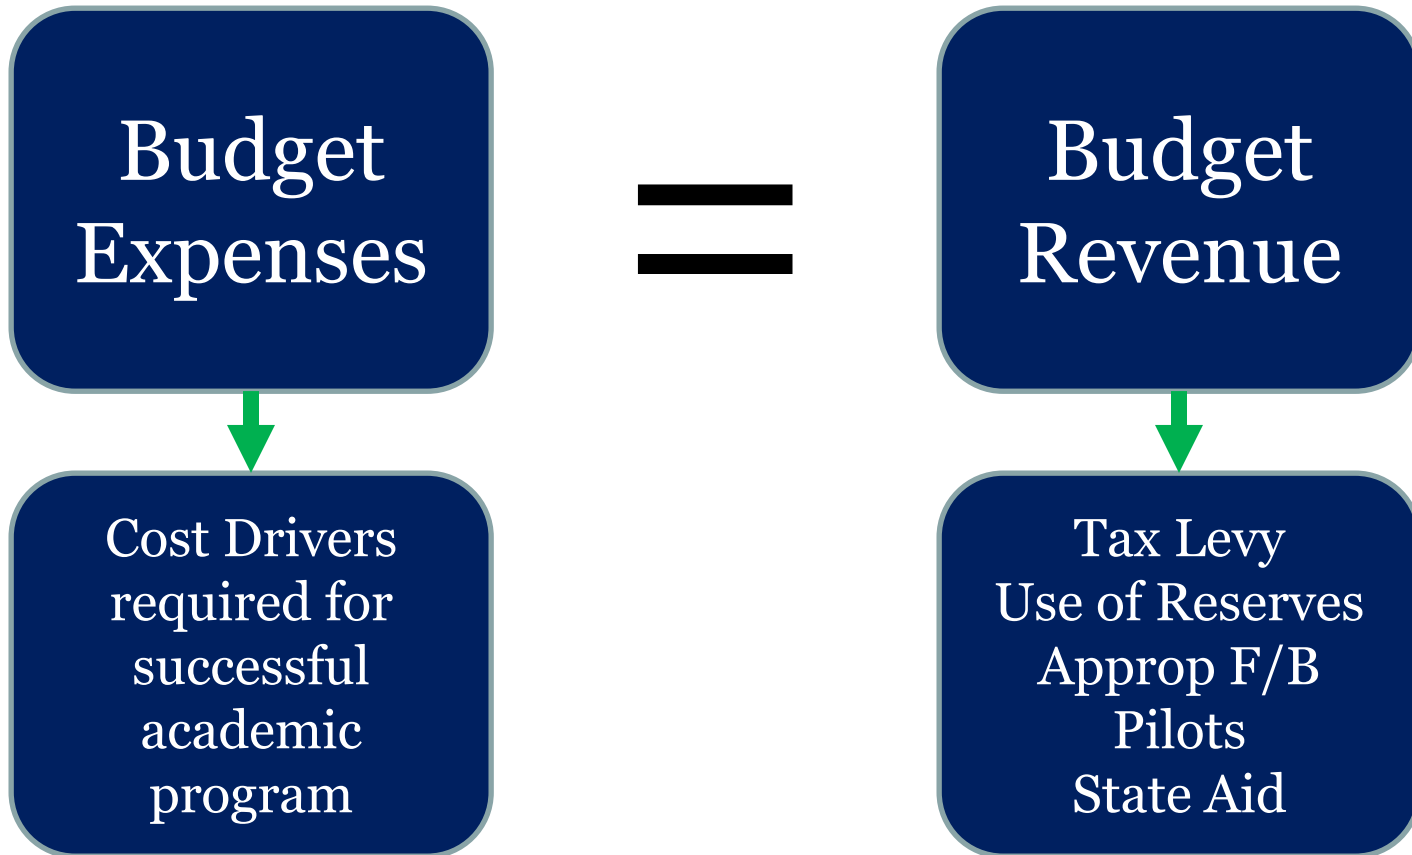 Budget
Expenses
=
Budget
Revenue
Cost Drivers
required for
successful
academic
program
Tax Levy
Use of Reserves
Approp F/B
Pilots
State Aid